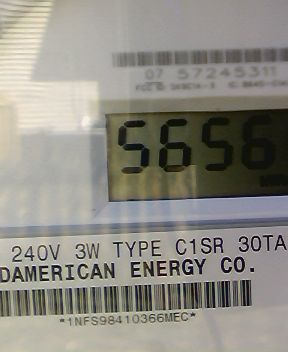 07 57245311
5656
240V 3W TYPE C1SR 30TA
DAMERICAN ENERGY CO.
*1NFS98410366MEC*